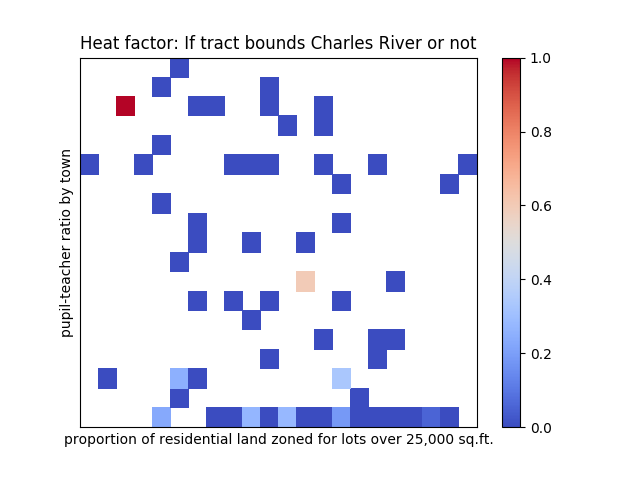 Heat factor: If tract bounds Charles River or not
pupil-teacher ratio by town
proportion of residential land zoned for lots over 25,000 sq.ft.
1.0
0.8
0.6
0.4
0.2
0.0